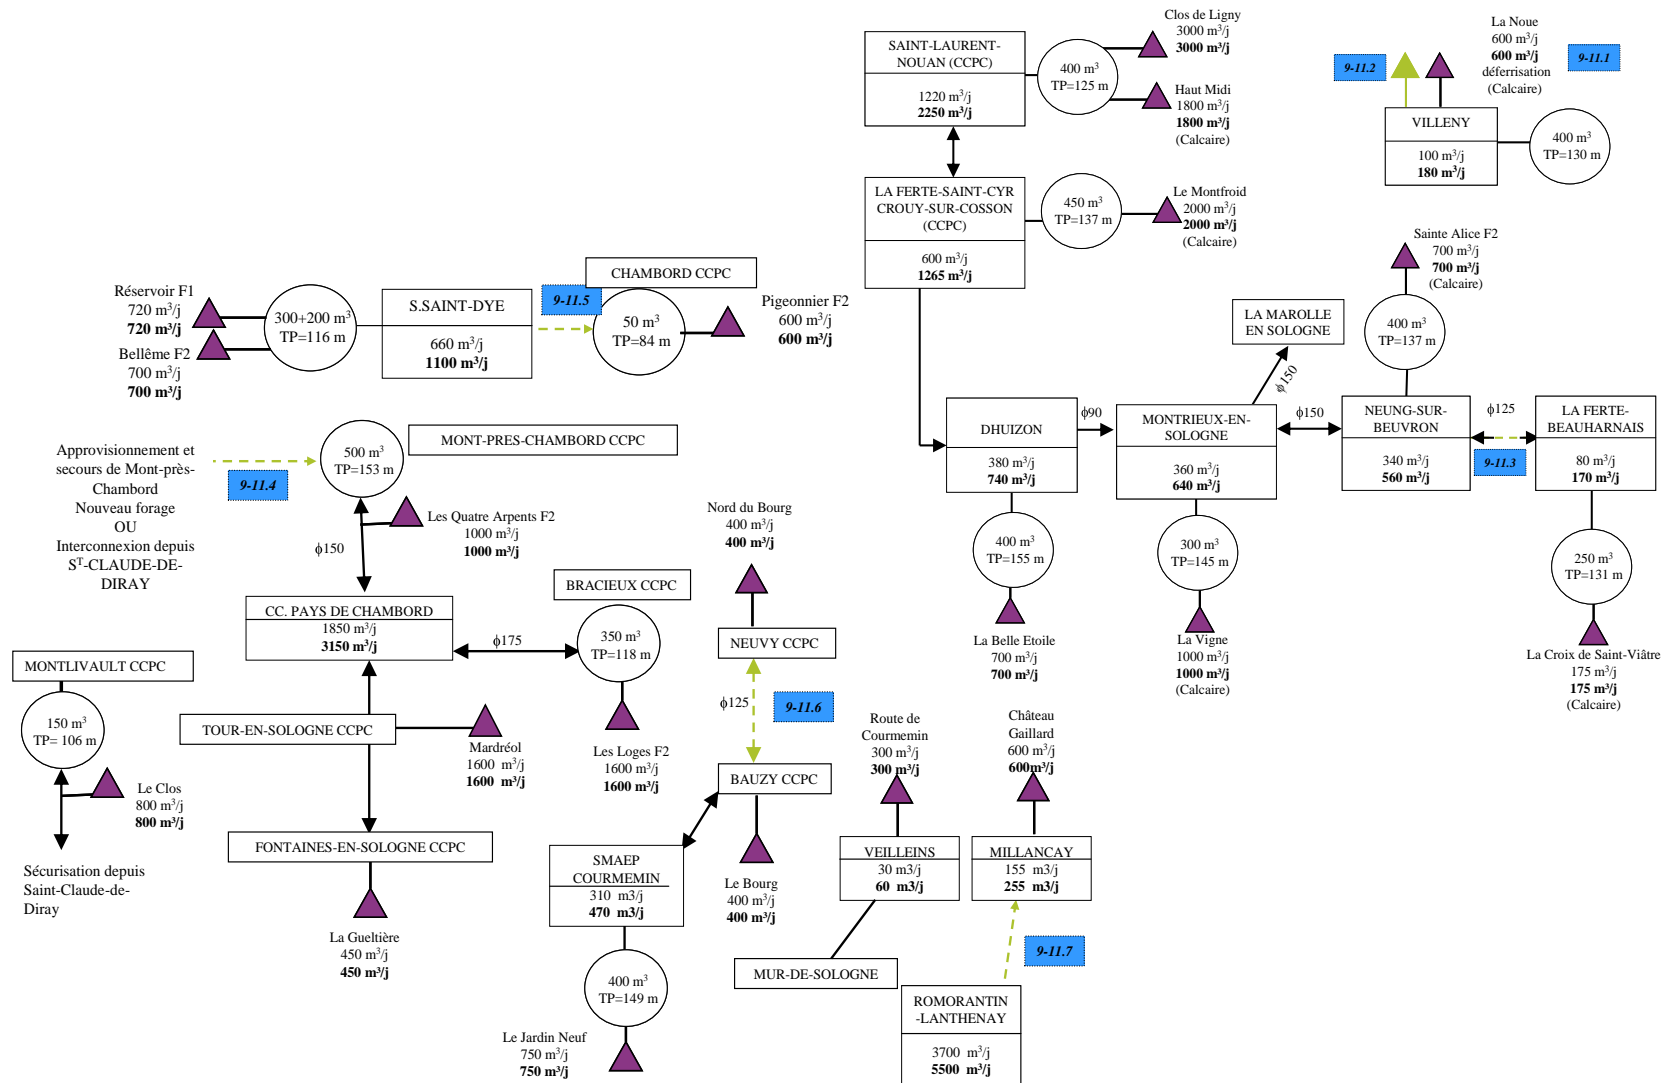 Clos de Ligny
3000 m³/j
3000 m³/j
SAINT-LAURENT-
NOUAN (CCPC)
1220 m³/j
2250 m³/j
400 m³
TP=125 m
Haut Midi
1800 m³/j
1800 m³/j
(Calcaire)
La Noue
600 m³/j
600 m³/j
déferrisation
(Calcaire)
9-11.2
9-11.1
VILLENY
100 m³/j
180 m³/j
400 m³
TP=130 m
LA FERTE-SAINT-CYR
CROUY-SUR-COSSON
(CCPC)
600 m³/j
1265 m³/j
450 m³
TP=137 m
Le Montfroid
2000 m³/j
2000 m³/j
(Calcaire)
Sainte Alice F2
700 m³/j
700 m³/j
(Calcaire)
400 m³
TP=137 m
Réservoir F1
720 m³/j
720 m³/j
Bellême F2
700 m³/j
700 m³/j
300+200 m³
TP=116 m
S.SAINT-DYE
660 m³/j
1100 m³/j
9-11.5
CHAMBORD CCPC
50 m³
TP=84 m
Pigeonnier F2
600 m³/j
600 m³/j
LA MAROLLE
EN SOLOGNE
ϕ150
DHUIZON
380 m³/j
740 m³/j
ϕ90
MONTRIEUX-EN-
SOLOGNE
360 m³/j
640 m³/j
ϕ150
NEUNG-SUR-
BEUVRON
340 m³/j
560 m³/j
ϕ125
9-11.3
LA FERTE-
BEAUHARNAIS
80 m³/j
170 m³/j
Approvisionnement et
secours de Mont-près-
Chambord
Nouveau forage
OU
Interconnexion depuis
Sᵀ-CLAUDE-DE-
DIRAY
9-11.4
500 m³
TP=153 m
MONT-PRES-CHAMBORD CCPC
Les Quatre Arpents F2
1000 m³/j
1000 m³/j
ϕ150
400 m³
TP=155 m
La Belle Etoile
700 m³/j
700 m³/j
300 m³
TP=145 m
La Vigne
1000 m³/j
1000 m³/j
(Calcaire)
250 m³
TP=131 m
La Croix de Saint-Viâtre
175 m³/j
175 m³/j
(Calcaire)
Nord du Bourg
400 m³/j
400 m³/j
CC. PAYS DE CHAMBORD
1850 m³/j
3150 m³/j
ϕ175
BRACIEUX CCPC
350 m³
TP=118 m
Les Loges F2
1600 m³/j
1600 m³/j
NEUVY CCPC
ϕ125
9-11.6
BAUZY CCPC
Le Bourg
400 m³/j
400 m³/j
MONTLIVAULT CCPC
150 m³
TP= 106 m
Le Clos
800 m³/j
800 m³/j
Sécurisation depuis
Saint-Claude-de-
Diray
TOUR-EN-SOLOGNE CCPC
Mardréol
1600 m³/j
1600 m³/j
FONTAINES-EN-SOLOGNE CCPC
La Gueltière
450 m³/j
450 m³/j
SMAEP
COURMEMIN
310 m3/j
470 m3/j
400 m³
TP=149 m
Le Jardin Neuf
750 m³/j
750 m³/j
Route de
Courmemin
300 m³/j
300 m³/j
VEILLEINS
30 m3/j
60 m3/j
MUR-DE-SOLOGNE
Château
Gaillard
600 m³/j
600m³/j
MILLANCAY
155 m3/j
255 m3/j
9-11.7
ROMORANTIN
-LANTHENAY
3700 m³/j
5500 m³/j